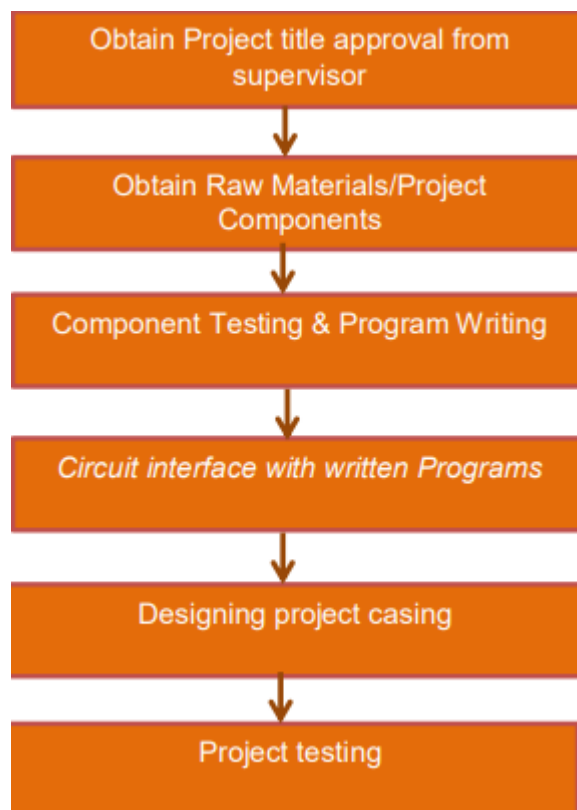 Obtain Project title approval from
supervisor
Obtain Raw Materials/Project
Components
Component Testing & Program Writing
Circuit interface with written Programs
Designing project casing
Project testing